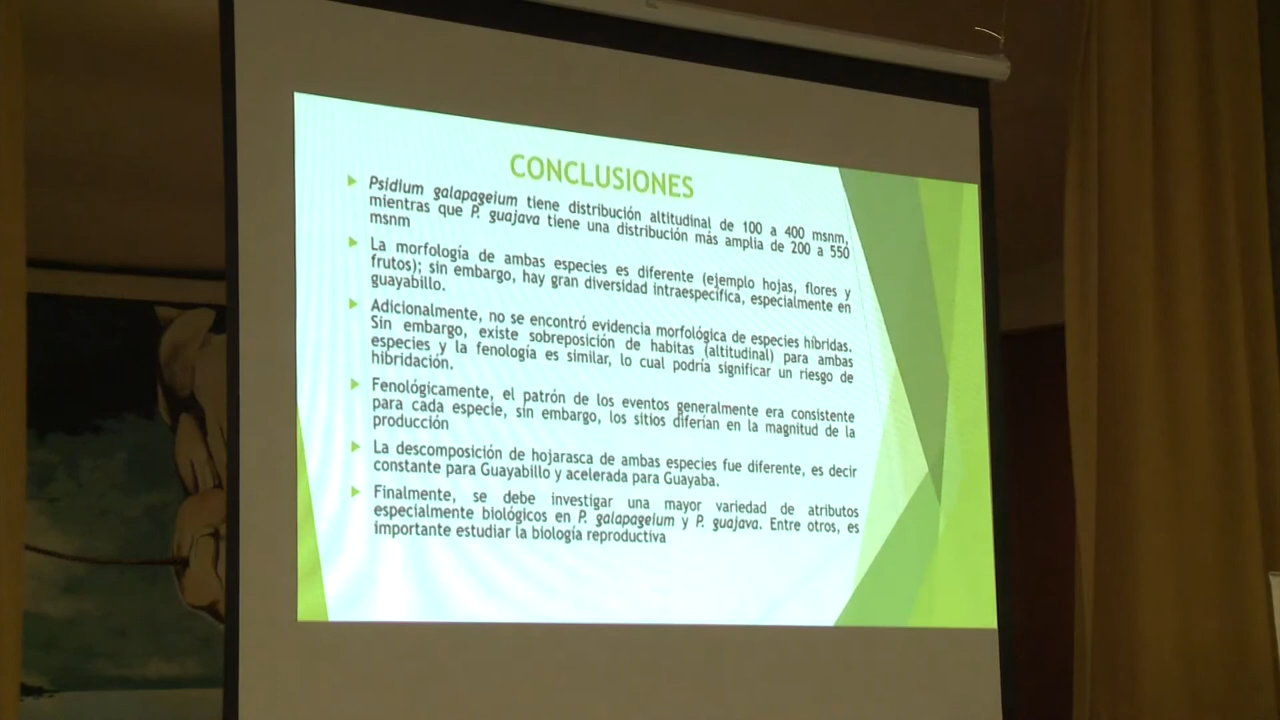 CONCLUSIONES
Psidium galapageium tiene distribución altitudinal de 100 a 400 msnm,
mientras que P. guajava tiene una distribución más amplia de 200 a 550
msnm
La morfología de ambas especies es diferente (ejemplo hojas, flores y
frutos); sin embargo, hay gran diversidad intraespecífica, especialmente en
guayabillo.
Adicionalmente, no se encontró evidencia morfológica de especies híbridas.
Sin embargo, existe sobreposición de habitas (altitudinal) para ambas
especies y la fenología es similar, lo cual podría significar un riesgo de
hibridación.
Fenológicamente, el patrón de los eventos generalmente era consistente
para cada especie, sin embargo, los sitios diferían en la magnitud de la
producción
La descomposición de hojarasca de ambas especies fue diferente, es decir
constante para Guayabillo y acelerada para Guayaba.
Finalmente, se debe investigar una mayor variedad de atributos
especialmente biológicos en P. galapageium y P. guajava. Entre otros, es
importante estudiar la biología reproductiva